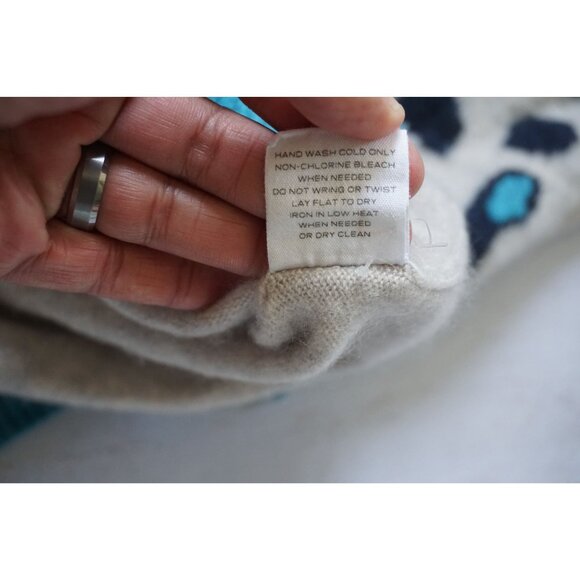 HAND WASH COLD ONLY
NON-CHLORINE BLEACH
WHEN NEEDED
DO NOT WRING OR TWIST
LAY FLAT TO DRY
IRON IN LOW HEAT
WHEN NEEDED
OR DRY CLEAN